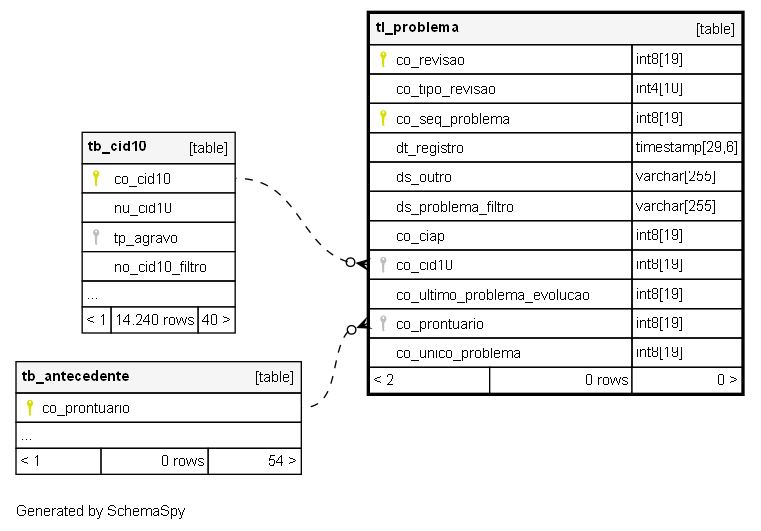 tl_problema [table]
co_revisao int8[19]
co_tipo_revisao int4[10]
co_seq_problema int8[19]
dt_registro timestamp[29,6]
ds_outro varchar[255]
ds_problema_filtro varchar[255]
co_ciap int8[19]
co_cid10 int8[19]
co_ultimo_problema_evolucao int8[19]
co_prontuario int8[19]
co_unico_problema int8[19]
< 2 0 rows 0 >
tb_cid10 [table]
co_cid10
nu_cid10
tp_agravo
no_cid10_filtro
...
< 1 14.240 rows 40 >
tb_antecedente [table]
co_prontuario
...
< 1 0 rows 54 >
Generated by SchemaSpy